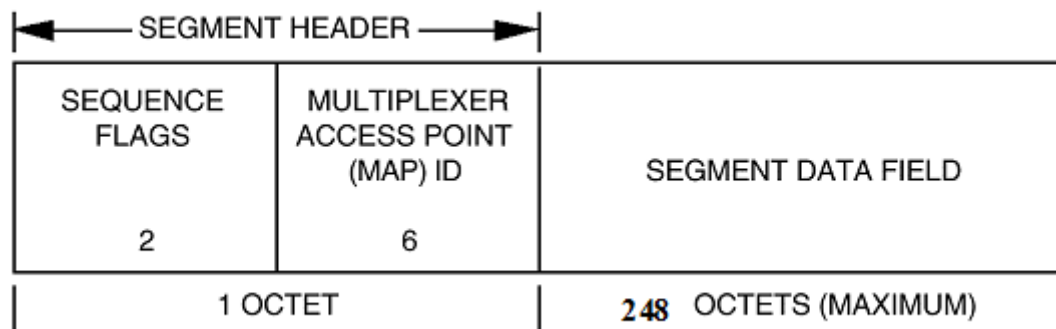 SEGMENT HEADER
SEQUENCE
FLAGS
2
MULTIPLEXER
ACCESS POINT
(MAP) ID
6
SEGMENT DATA FIELD
1 OCTET
248 OCTETS (MAXIMUM)